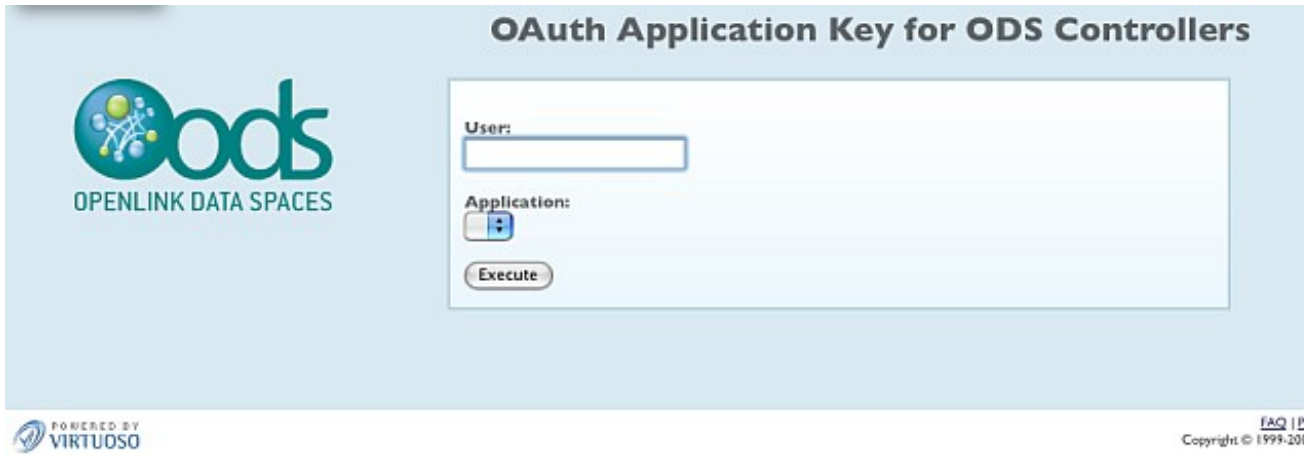 OAuth Application Key for ODS Controllers
ods
OPENLINK DATA SPACES
User:
Application:
Execute
POWERED BY
VIRTUOSO
FAQ |
Copyright © 1999-20